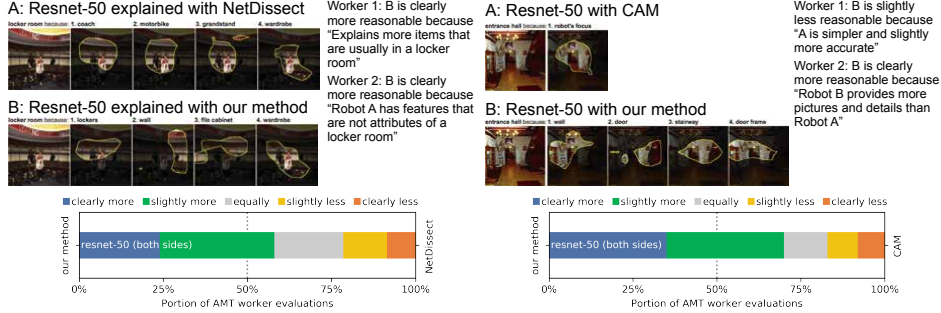 A: Resnet-50 explained with NetDissect
locker room because: 1. coach 2. motorbike 3. grandstand 4. wardrobe
B: Resnet-50 explained with our method
locker room because: 1. lockers 2. wall 3. file cabinet 4. wardrobe
Worker 1: B is clearly
more reasonable because
“Explains more items that
are usually in a locker
room”
Worker 2: B is clearly
more reasonable because
“Robot A has features that
are not attributes of a
locker room”
clearly more slightly more equally slightly less clearly less
our method
resnet-50 (both sides)
NetDissect
0% 25% 50% 75% 100%
Portion of AMT worker evaluations
A: Resnet-50 with CAM
entrance hall because: 1. robot's focus
B: Resnet-50 with our method
entrance hall because: 1. wall 2. door 3. stairway 4. door frame
Worker 1: B is slightly
less reasonable because
“A is simpler and slightly
more accurate”
Worker 2: B is clearly
more reasonable because
“Robot B provides more
pictures and details than
Robot A”
clearly more slightly more equally slightly less clearly less
our method
resnet-50 (both sides)
CAM
0% 25% 50% 75% 100%
Portion of AMT worker evaluations